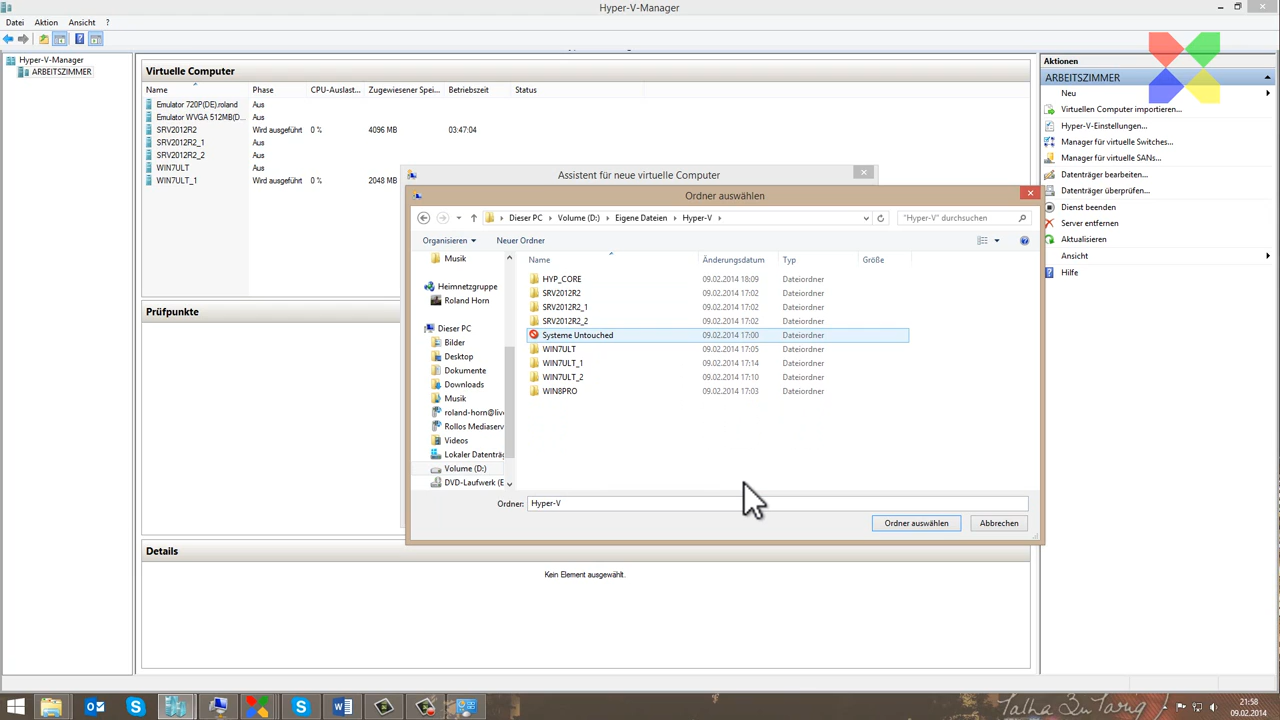 Hyper-V-Manager
Datei Aktion Ansicht ?
Hyper-V-Manager
ARBEITSZIMMER
Virtuelle Computer
Name Phase CPU-Auslast... Zugewiesener Spei... Betriebszeit Status
Emulator 720P(DE).roland Aus
Emulator WVGA 512MB(D... Aus
SRV2012R2 Wird ausgeführt 0 % 4096 MB 03:47:04
SRV2012R2_1 Aus
SRV2012R2_2 Aus
WIN7ULT Aus
WIN7ULT_1 Wird ausgeführt 0 % 2048 MB
Prüfpunkte
Details
Kein Element ausgewählt.
Assistent für neue virtuelle Computer
Ordner auswählen
Dieser PC Volume (D:) Eigene Dateien Hyper-V
"Hyper-V" durchsuchen
Organisieren Neuer Ordner
Musik
Heimnetzgruppe
Roland Horn
Dieser PC
Bilder
Desktop
Dokumente
Downloads
Musik
roland-horn@live
Rollos Mediaserv
Videos
Lokaler Datenträg
Volume (D:)
DVD-Laufwerk (E
Name Änderungsdatum Typ Größe
HYP_CORE 09.02.2014 18:09 Dateiordner
SRV2012R2 09.02.2014 17:02 Dateiordner
SRV2012R2_1 09.02.2014 17:02 Dateiordner
SRV2012R2_2 09.02.2014 17:02 Dateiordner
Systeme Untouched 09.02.2014 17:00 Dateiordner
WIN7ULT 09.02.2014 17:05 Dateiordner
WIN7ULT_1 09.02.2014 17:14 Dateiordner
WIN7ULT_2 09.02.2014 17:10 Dateiordner
WIN8PRO 09.02.2014 17:03 Dateiordner
Ordner: Hyper-V
Ordner auswählen Abbrechen
Aktionen
ARBEITSZIMMER
Neu
Virtuellen Computer importieren...
Hyper-V-Einstellungen...
Manager für virtuelle Switches...
Manager für virtuelle SANs...
Datenträger bearbeiten...
Datenträger überprüfen...
Dienst beenden
Server entfernen
Aktualisieren
Ansicht
Hilfe
21:58
09.02.2014